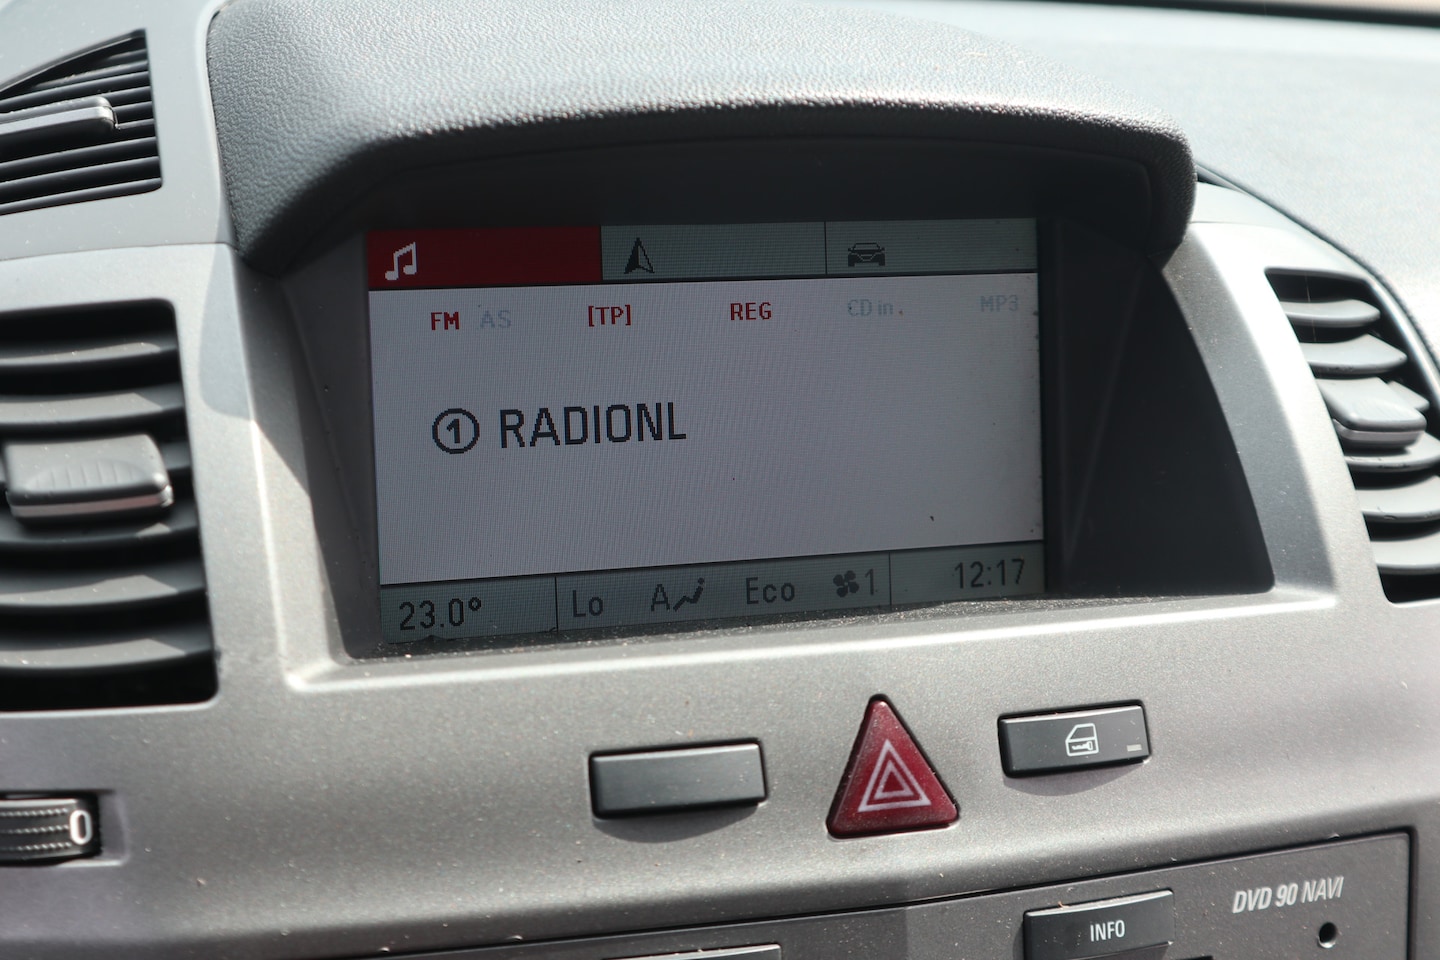 FM AS [TP] REG CD in. MP3
1 RADIONL
23.0° Lo A Eco 1 12:17
0
DVD 90 NAVI
INFO